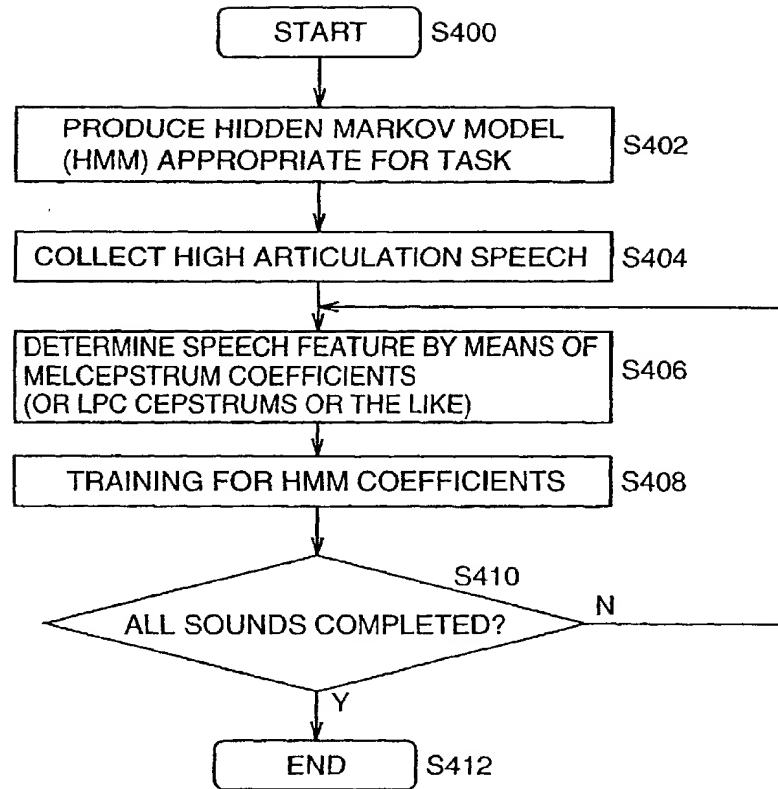 START S400
PRODUCE HIDDEN MARKOV MODEL
(HMM) APPROPRIATE FOR TASK
S402
COLLECT HIGH ARTICULATION SPEECH S404
DETERMINE SPEECH FEATURE BY MEANS OF
MELCEPSTRUM COEFFICIENTS
(OR LPC CEPSTRUMS OR THE LIKE)
S406
TRAINING FOR HMM COEFFICIENTS S408
S410
ALL SOUNDS COMPLETED?
N
Y
END S412